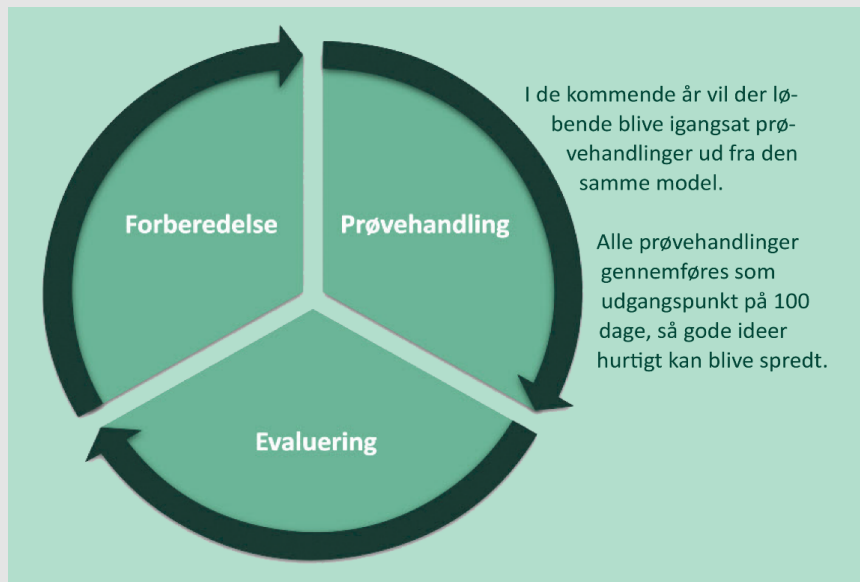 Forberedelse
Prøvehandling
Evaluering
I de kommende år vil der lø-
bende blive igangsat prø-
vehandlinger ud fra den
samme model.
Alle prøvehandlinger
gennemføres som
udgangspunkt på 100
dage, så gode ideer
hurtigt kan blive spredt.